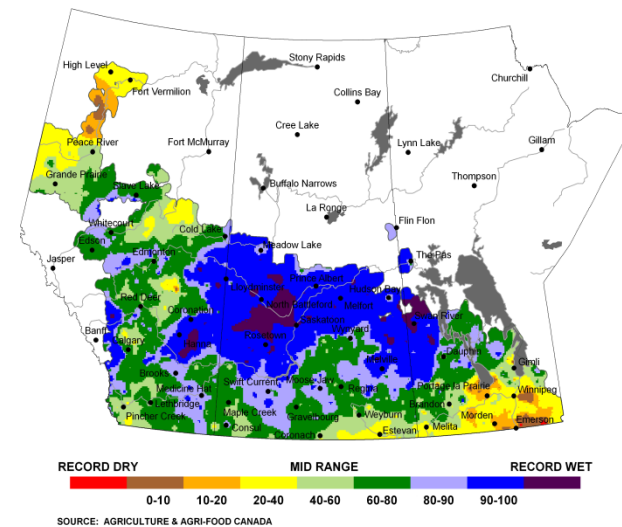 Stony Rapids
High Level
Churchill
Fort Vermilion
Collins Bay
Cree Lake
Peace River
Fort McMurray
Lynn Lake
Gillam
Grande Prairie
Slave Lake
Buffalo Narrows
Thompson
La Ronge
Whitecourt
Cold Lake
Flin Flon
Edson
Meadow Lake
Jasper
Edmonton
The Pas
Lloydminster
Prince Albert
Hudson Bay
Red Deer
North Battleford
Melfort
Coronation
Saskatoon
Swan River
Banff
Hanna
Rosetown
Wynyard
Calgary
Dauphin
Melville
Gimli
Brooks
Swift Current
Moose Jaw
Regina
Portage la Prairie
Winnipeg
Medicine Hat
Lethbridge
Maple Creek
Gravelbourg
Weyburn
Brandon
Morden
Pincher Creek
Consul
Coronach
Estevan
Melita
Emerson
RECORD DRY MID RANGE RECORD WET
0-10 10-20 20-40 40-60 60-80 80-90 90-100
SOURCE: AGRICULTURE & AGRI-FOOD CANADA